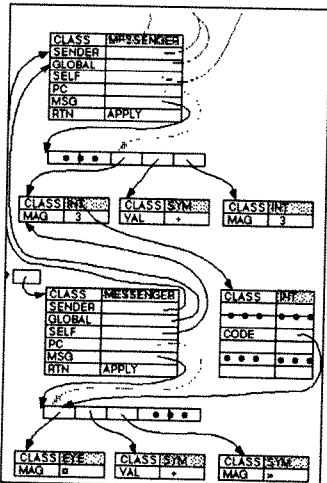 CLASS MESSENGER
SENDER
GLOBAL
SELF
PC
MSG
RTN APPLY
CLASS INT
MAG 3
CLASS SYM
VAL +
CLASS INT
MAG 3
CLASS MESSENGER
SENDER
GLOBAL
SELF
PC
MSG
RTN APPLY
CLASS INT
CODE
CLASS EYE
MAG ¤
CLASS SYM
VAL +
CLASS SYM
MAG »